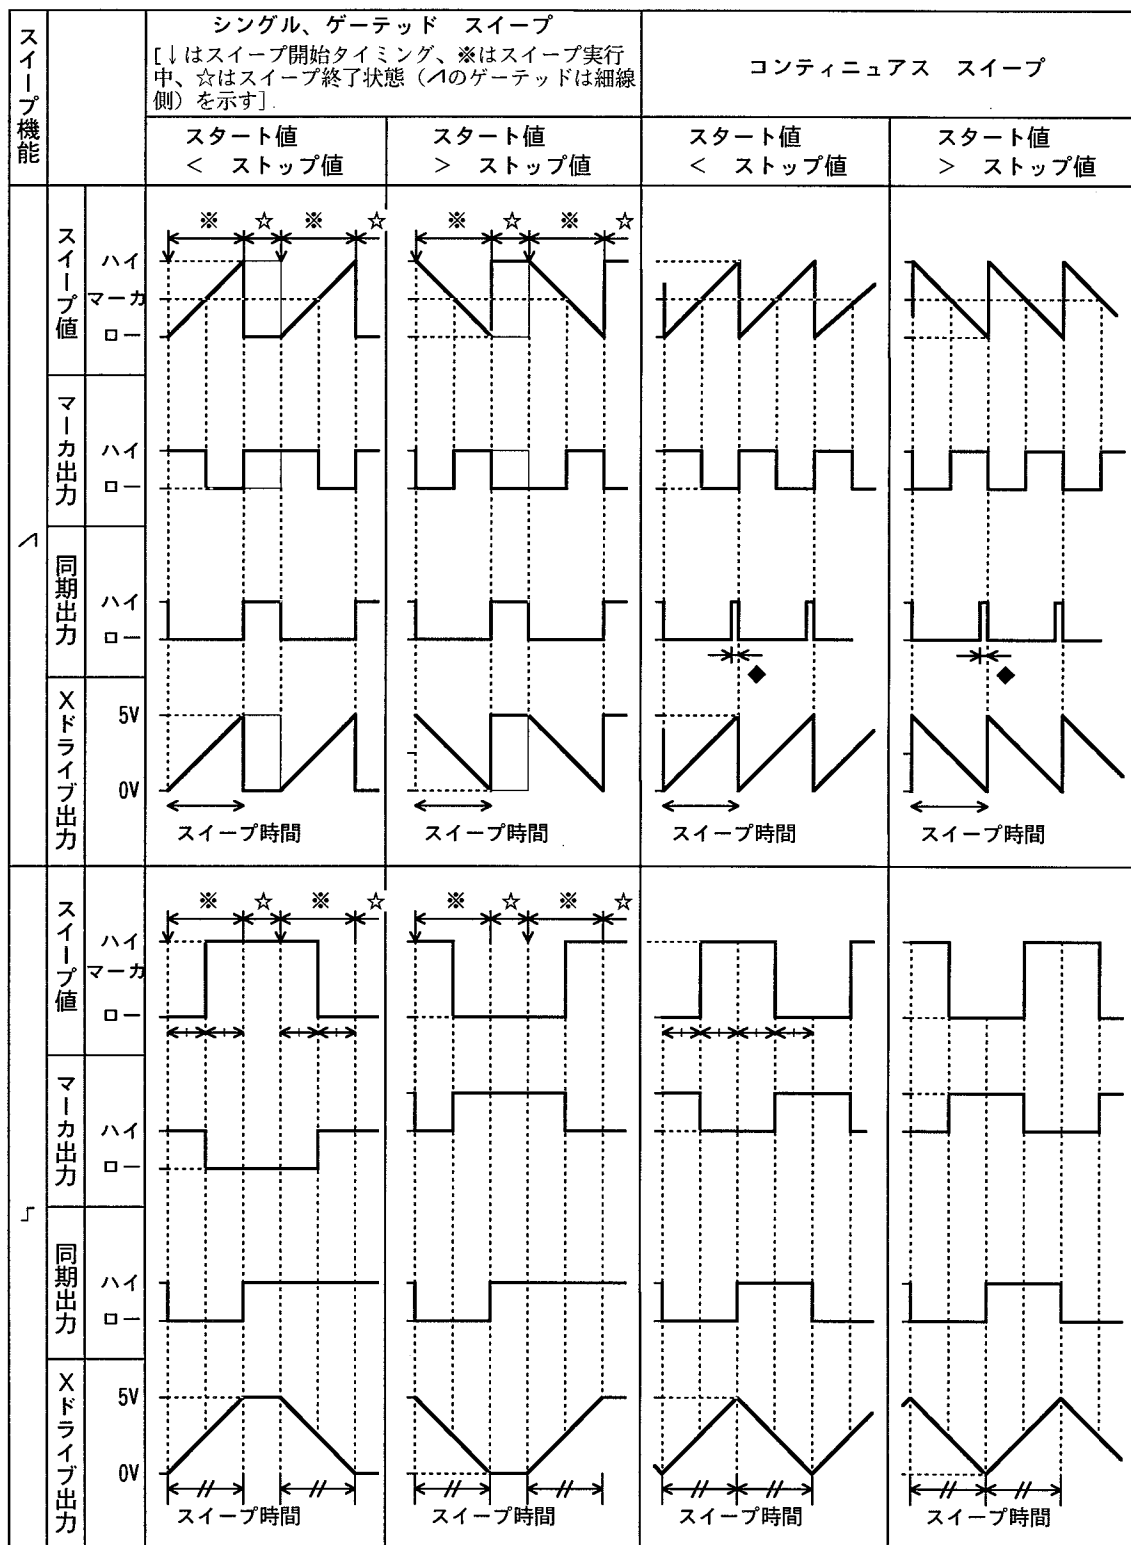 スイープ機能
シングル、ゲーテッド スイープ
[↓はスイープ開始タイミング、※はスイープ実行
中、☆はスイープ終了状態（⩘のゲーテッドは細線
側）を示す］
コンティニュアス スイープ
スタート値
＜ ストップ値
スタート値
＞ ストップ値
スタート値
＜ ストップ値
スタート値
＞ ストップ値
スイープ値
ハイ
マーカ
ロー
※ ☆ ※ ☆
※ ☆ ※ ☆
マーカ出力
ハイ
ロー
同期出力
ハイ
ロー
◆
◆
Xドライブ出力
5V
0V
スイープ時間
スイープ時間
スイープ時間
スイープ時間
スイープ値
ハイ
マーカ
ロー
※ ☆ ※ ☆
※ ☆ ※ ☆
マーカ出力
ハイ
ロー
同期出力
ハイ
ロー
Xドライブ出力
5V
0V
スイープ時間
スイープ時間
スイープ時間
スイープ時間